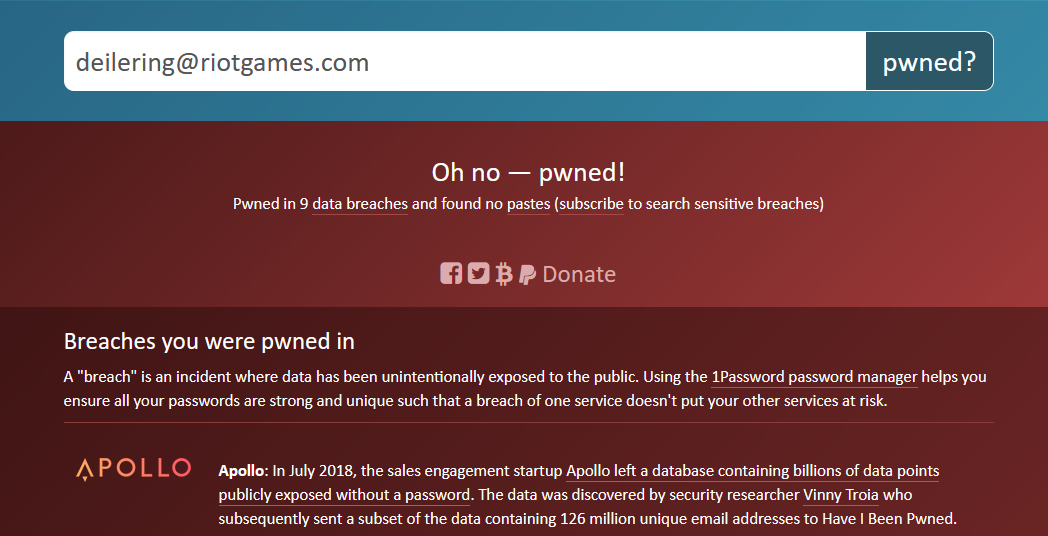 deilering@riotgames.com pwned?
Oh no — pwned!
Pwned in 9 data breaches and found no pastes (subscribe to search sensitive breaches)
Donate
Breaches you were pwned in
A "breach" is an incident where data has been unintentionally exposed to the public. Using the 1Password password manager helps you
ensure all your passwords are strong and unique such that a breach of one service doesn't put your other services at risk.
APOLLO
Apollo: In July 2018, the sales engagement startup Apollo left a database containing billions of data points
publicly exposed without a password. The data was discovered by security researcher Vinny Troia who
subsequently sent a subset of the data containing 126 million unique email addresses to Have I Been Pwned.